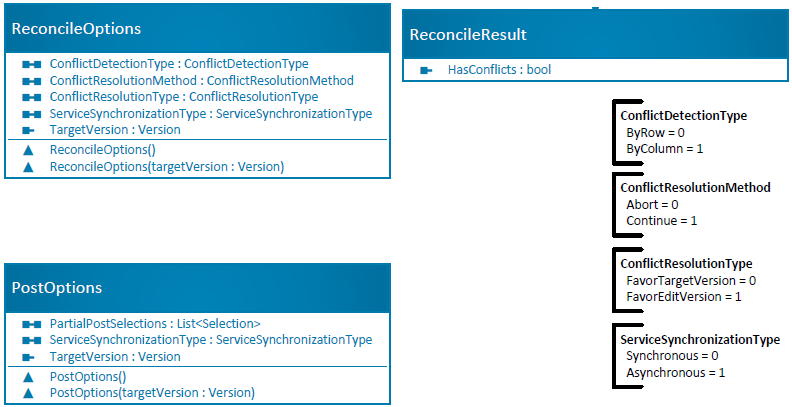 ReconcileOptions
ConflictDetectionType : ConflictDetectionType
ConflictResolutionMethod : ConflictResolutionMethod
ConflictResolutionType : ConflictResolutionType
ServiceSynchronizationType : ServiceSynchronizationType
TargetVersion : Version
ReconcileOptions()
ReconcileOptions(targetVersion : Version)
ReconcileResult
HasConflicts : bool
ConflictDetectionType
ByRow = 0
ByColumn = 1
ConflictResolutionMethod
Abort = 0
Continue = 1
ConflictResolutionType
FavorTargetVersion = 0
FavorEditVersion = 1
ServiceSynchronizationType
Synchronous = 0
Asynchronous = 1
PostOptions
PartialPostSelections : List<Selection>
ServiceSynchronizationType : ServiceSynchronizationType
TargetVersion : Version
PostOptions()
PostOptions(targetVersion : Version)